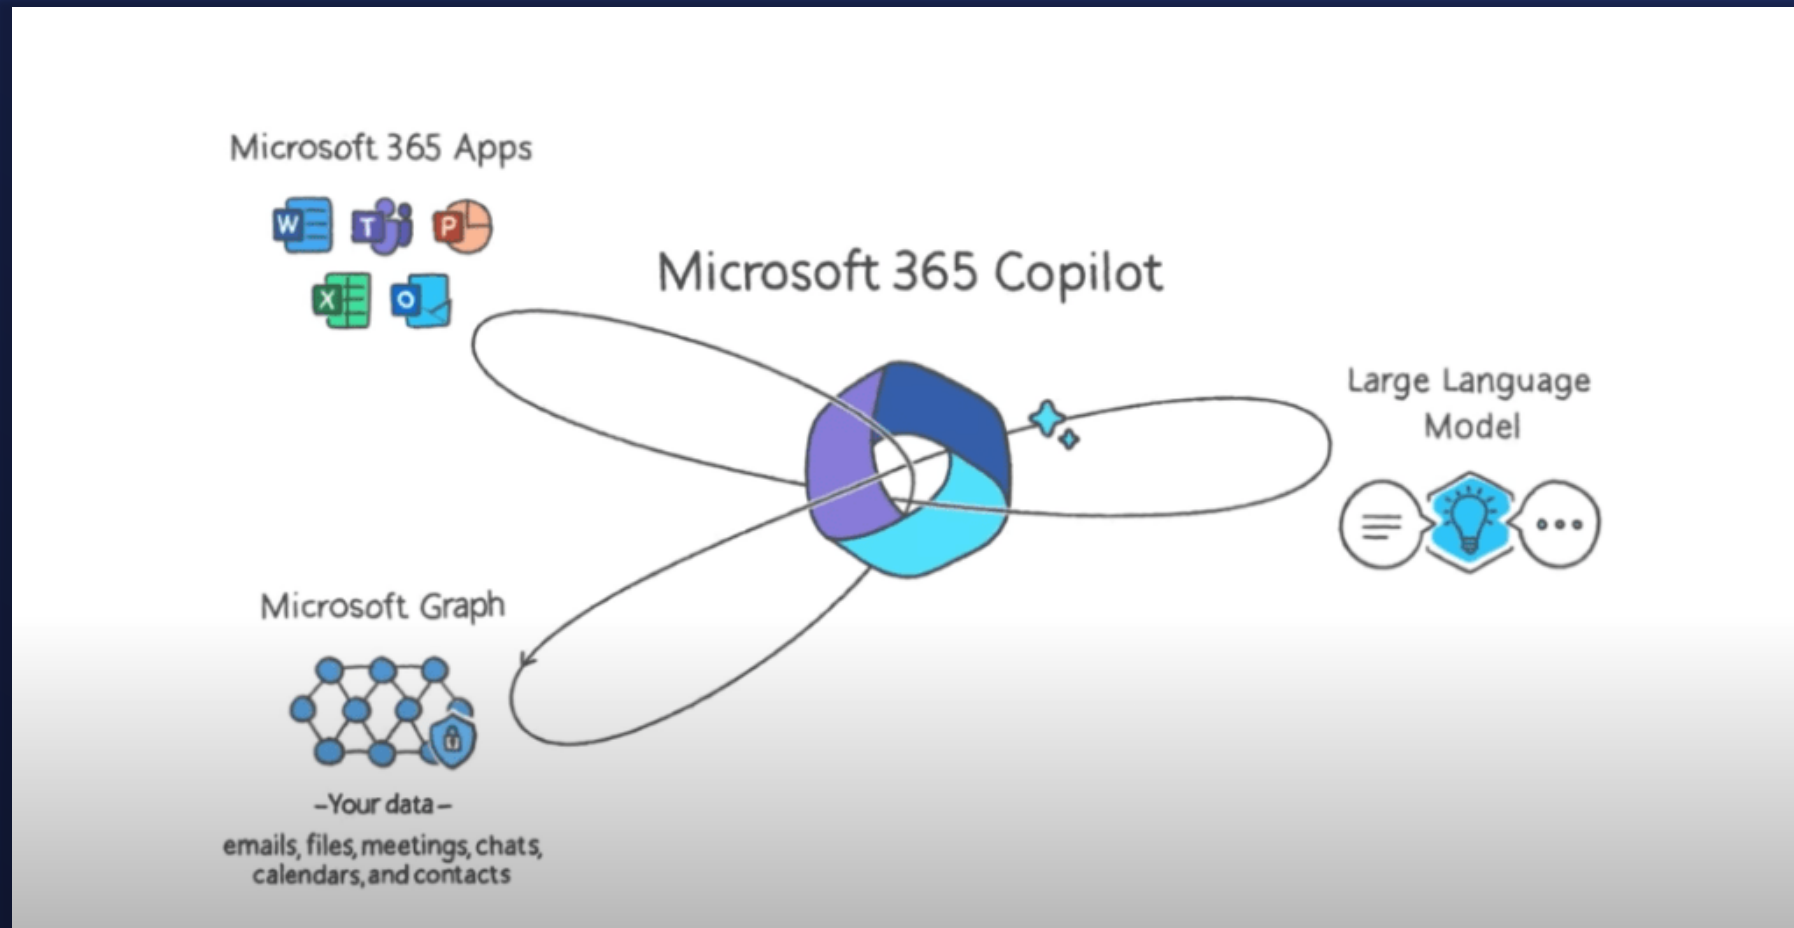 Microsoft 365 Apps
W
T
P
X
O
Microsoft 365 Copilot
Large Language
Model
Microsoft Graph
-Your data-
emails, files, meetings, chats,
calendars, and contacts